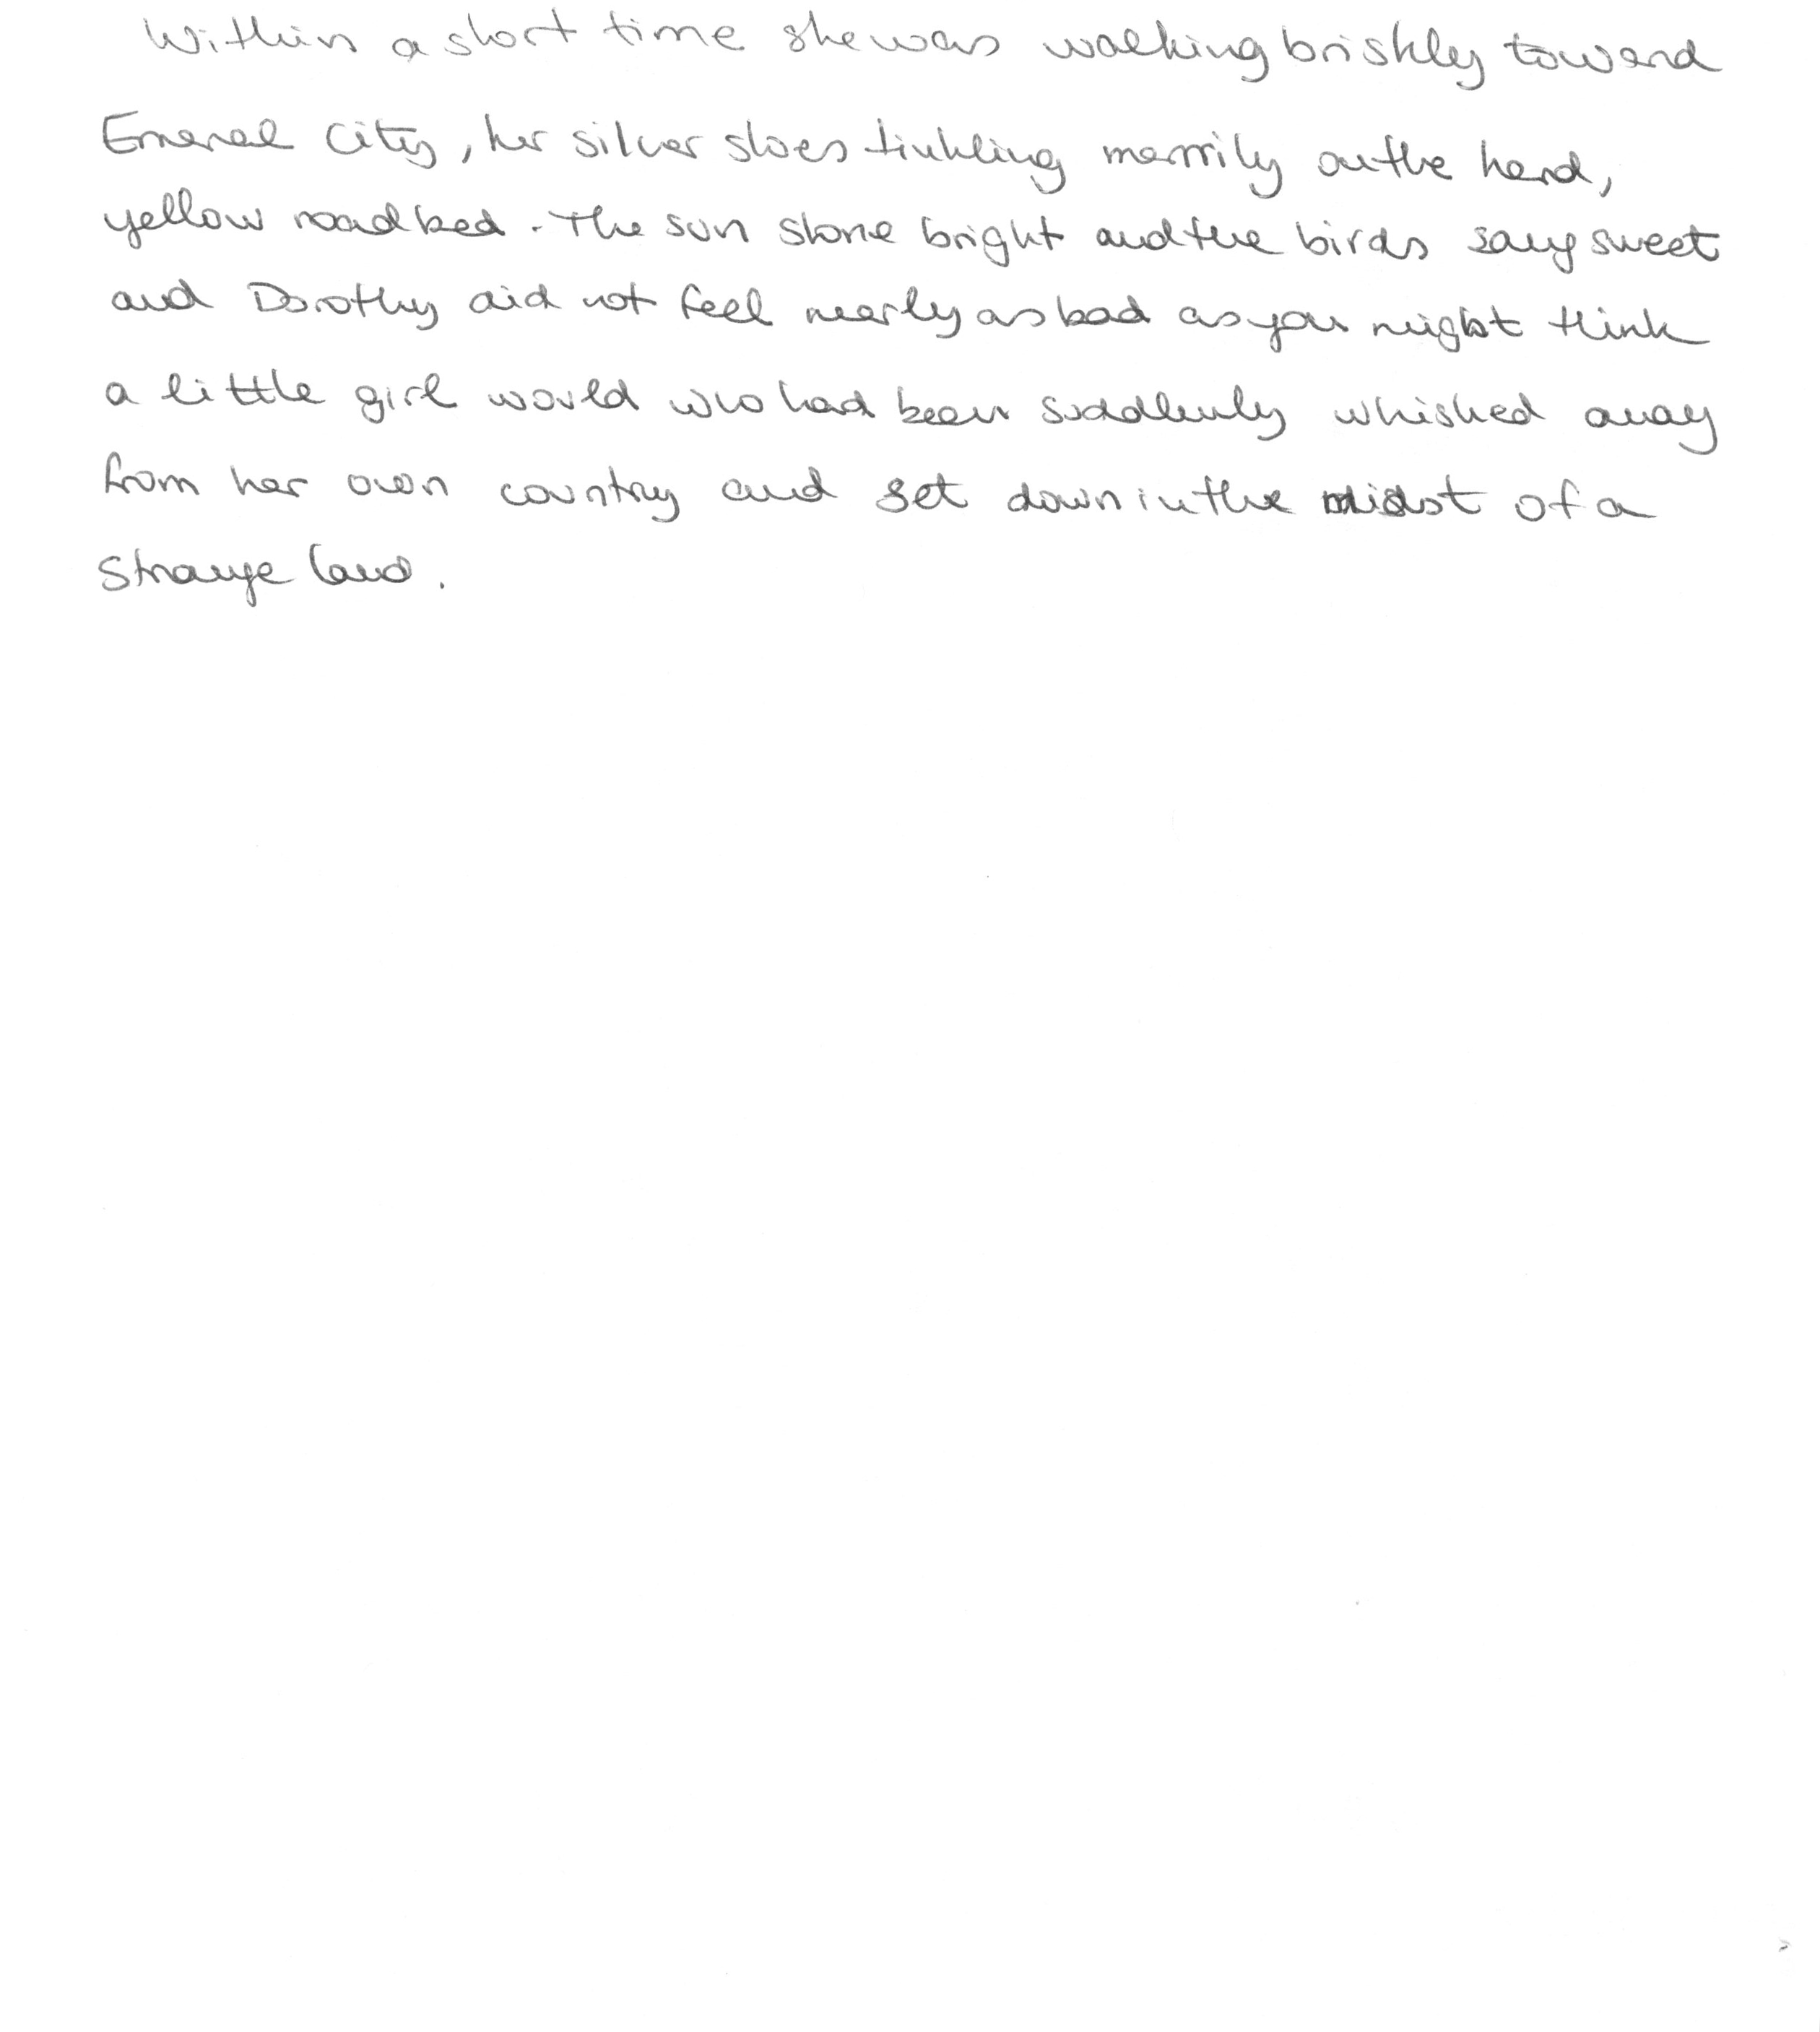 Within a short time she was walking briskly toward
Emeral City, her silver shoes tinkling merrily on the hard,
yellow roadbed. The sun shone bright and the birds sang sweet
and Dorothy did not feel nearly as bad as you might think
a little girl would who had been suddenly whisked away
from her own country and set down in the midst of a
strange land.